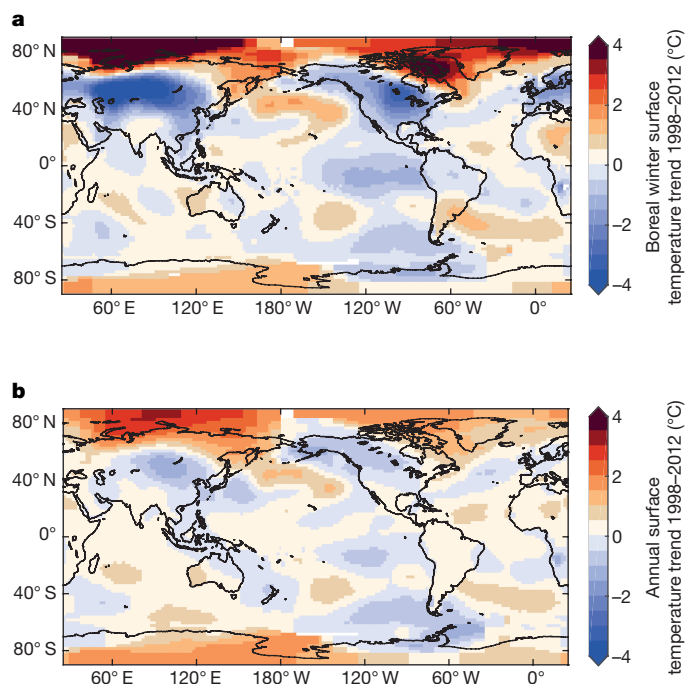 a
80° N
40° N
0°
40° S
80° S
60° E 120° E 180° W 120° W 60° W 0°
4
2
0
–2
–4
Boreal winter surface
temperature trend 1998–2012 (°C)
b
80° N
40° N
0°
40° S
80° S
60° E 120° E 180° W 120° W 60° W 0°
4
2
0
–2
–4
Annual surface
temperature trend 1998–2012 (°C)